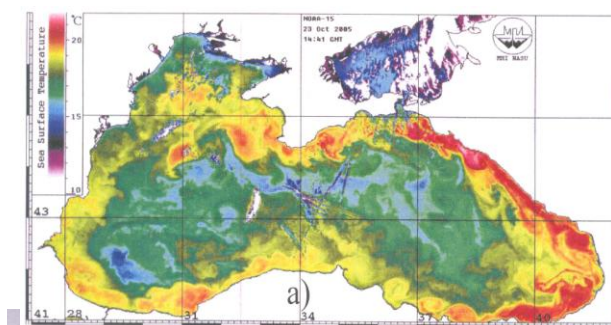 °C
20
15
10
Sea Surface Temperature
NOAA-15
23 Oct 2005
14:41 GMT
МГИ
MHI NASU
43
a)
41
28
31
34
37
40